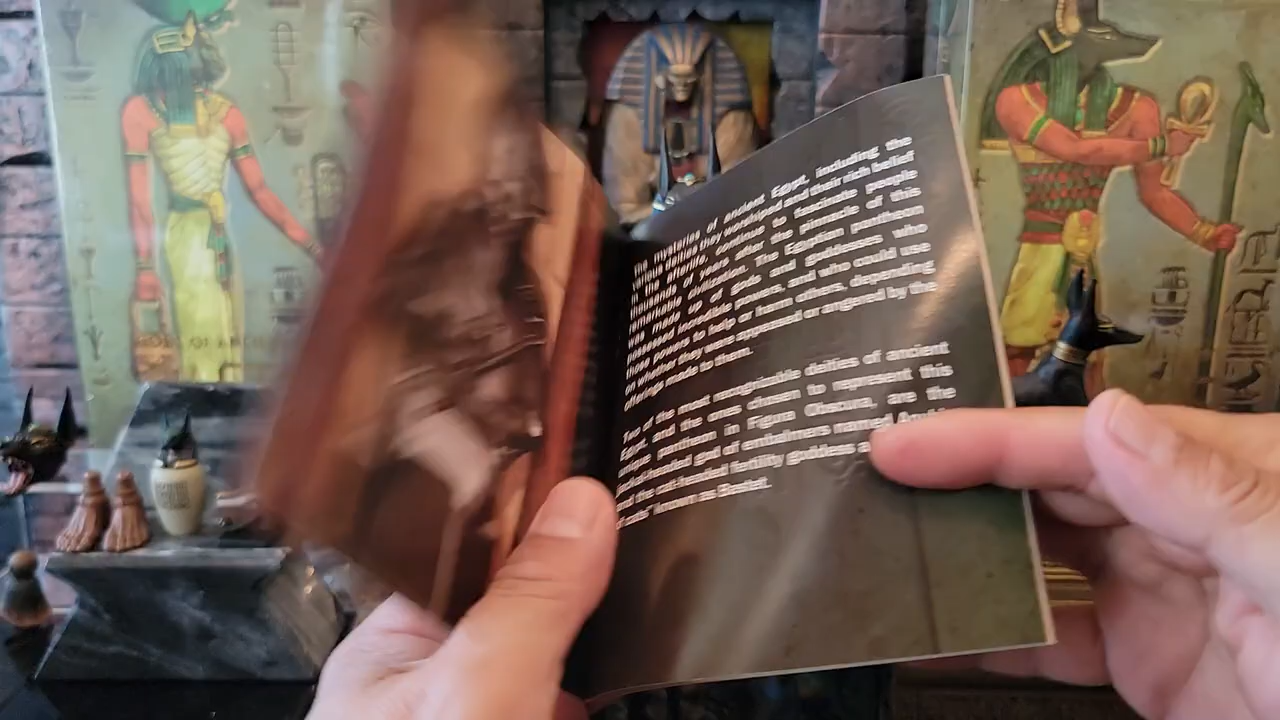 The mysteries of ancient Egypt, including the
various deities they worshiped and their rich belief
in the afterlife, continue to fascinate people
thousands of years after the pinnacle of this
remarkable civilization. The Egyptian pantheon
was made up of gods and goddesses who
possessed incredible powers, and who could use
those powers to help or harm others, depending
on whether they were appeased or angered by the
offerings made to them.
Two of the most recognizable deities of ancient
Egypt, and the ones chosen to represent this
unique pantheon in Figura Obscura, are the
jackal-headed god of embalmers named
and the cat-headed fertility goddess
known as Bastet.